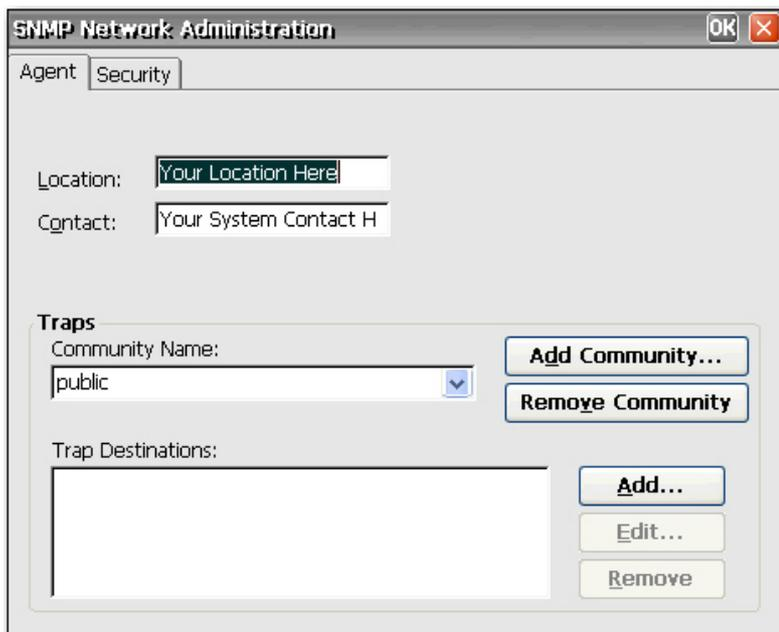 SNMP Network Administration OK
Agent Security
Location: Your Location Here
Contact: Your System Contact H
Traps
Community Name:
public
Add Community...
Remove Community
Trap Destinations:
Add...
Edit...
Remove